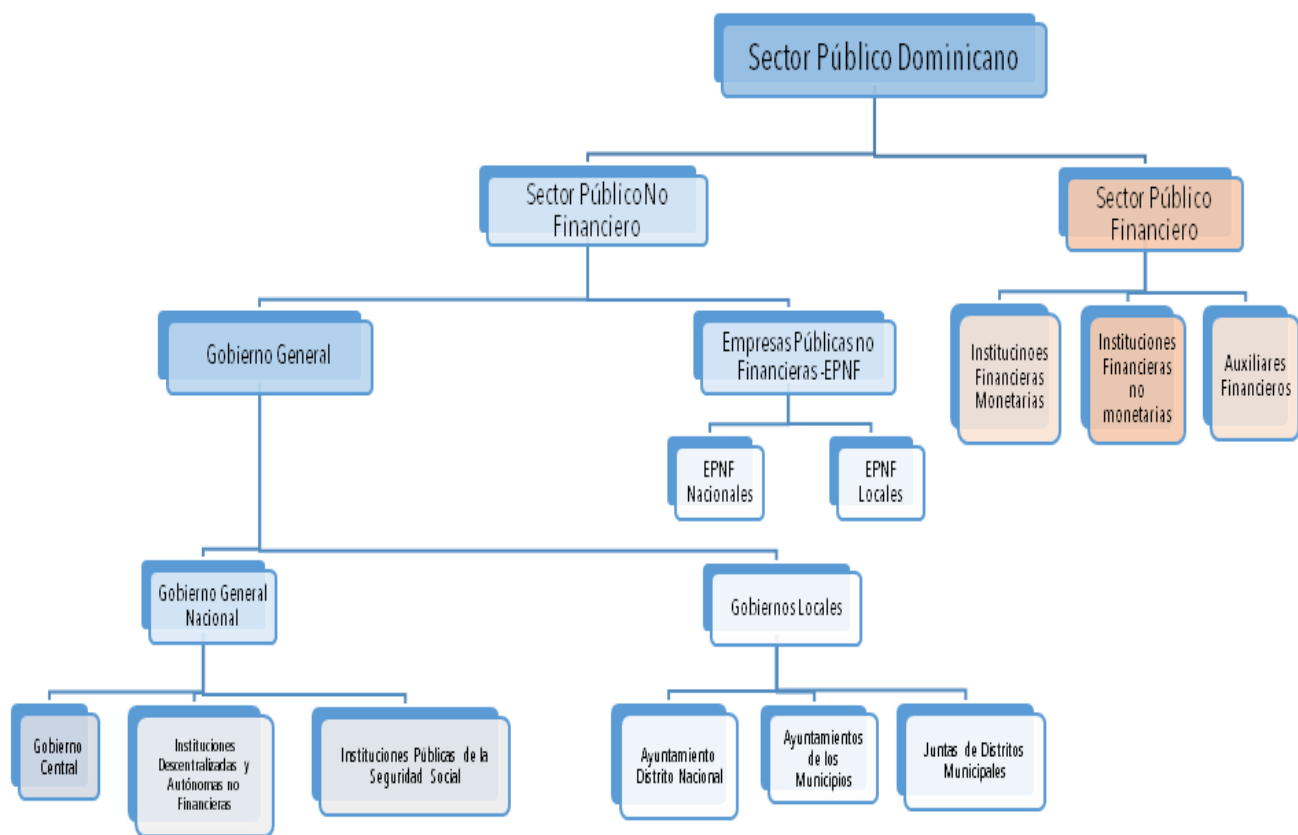 Sector Público Dominicano
Sector Público No
Financiero
Sector Público
Financiero
Gobierno General
Empresas Públicas no
Financieras -EPNF
Institucinoes
Financieras
Monetarias
Instituciones
Financieras
no
monetarias
Auxiliares
Financieros
EPNF
Nacionales
EPNF
Locales
Gobierno General
Nacional
Gobiernos Locales
Gobierno
Central
Instituciones
Descentralizadas y
Autónomas no
Financieras
Instituciones Públicas de la
Seguridad Social
Ayuntamiento
Distrito Nacional
Ayuntamientos
de los
Municipios
Juntas de Distritos
Municipales